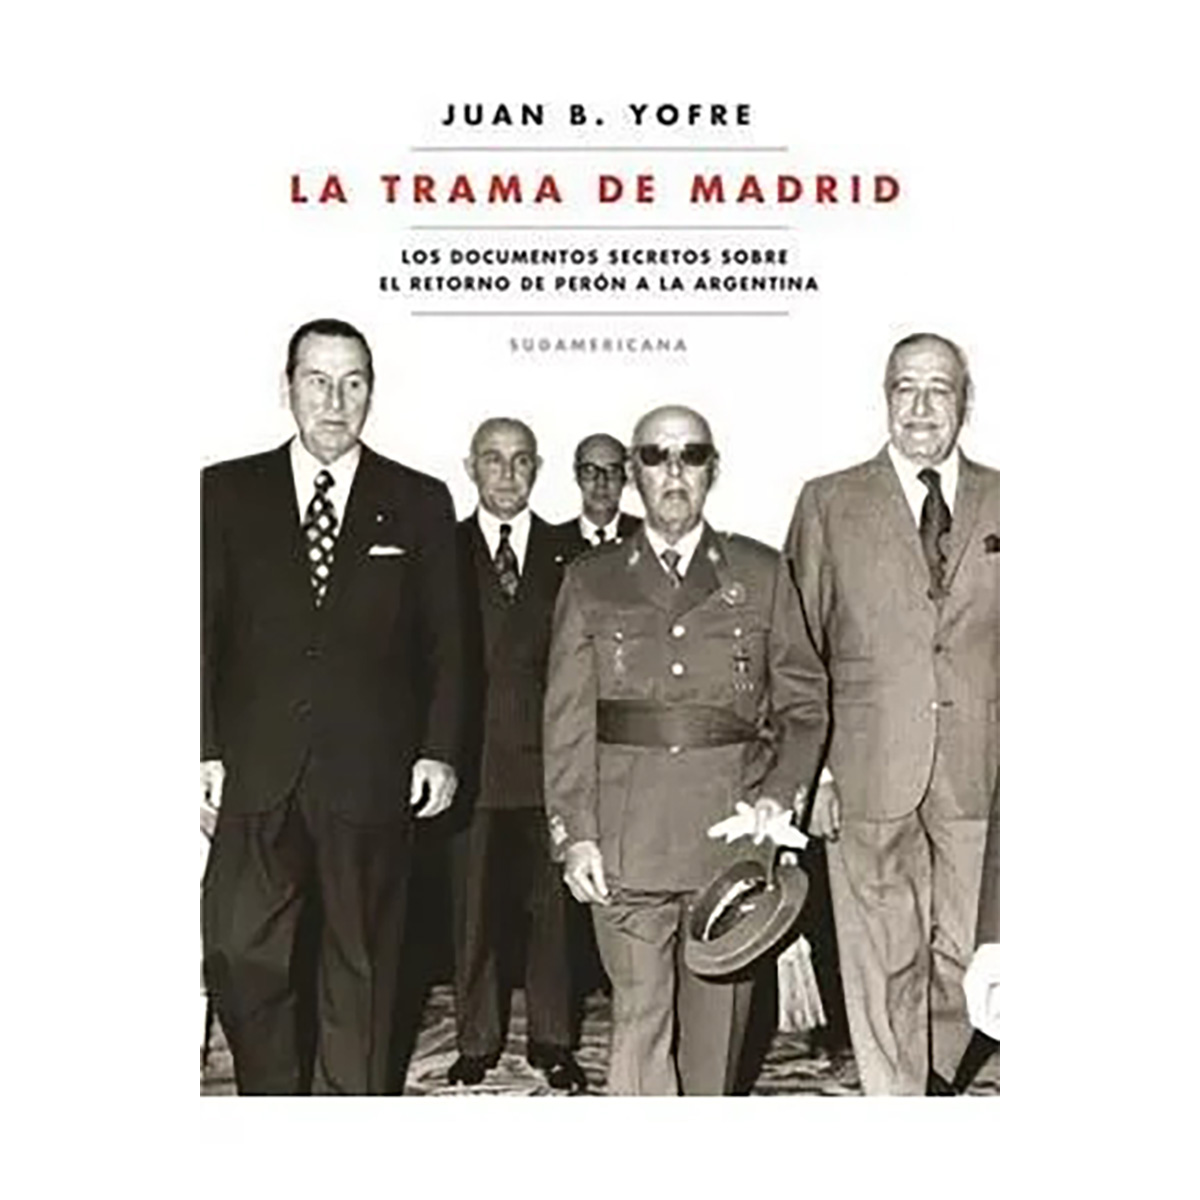 JUAN B. YOFRE
LA TRAMA DE MADRID
LOS DOCUMENTOS SECRETOS SOBRE
EL RETORNO DE PERÓN A LA ARGENTINA
SUDAMERICANA